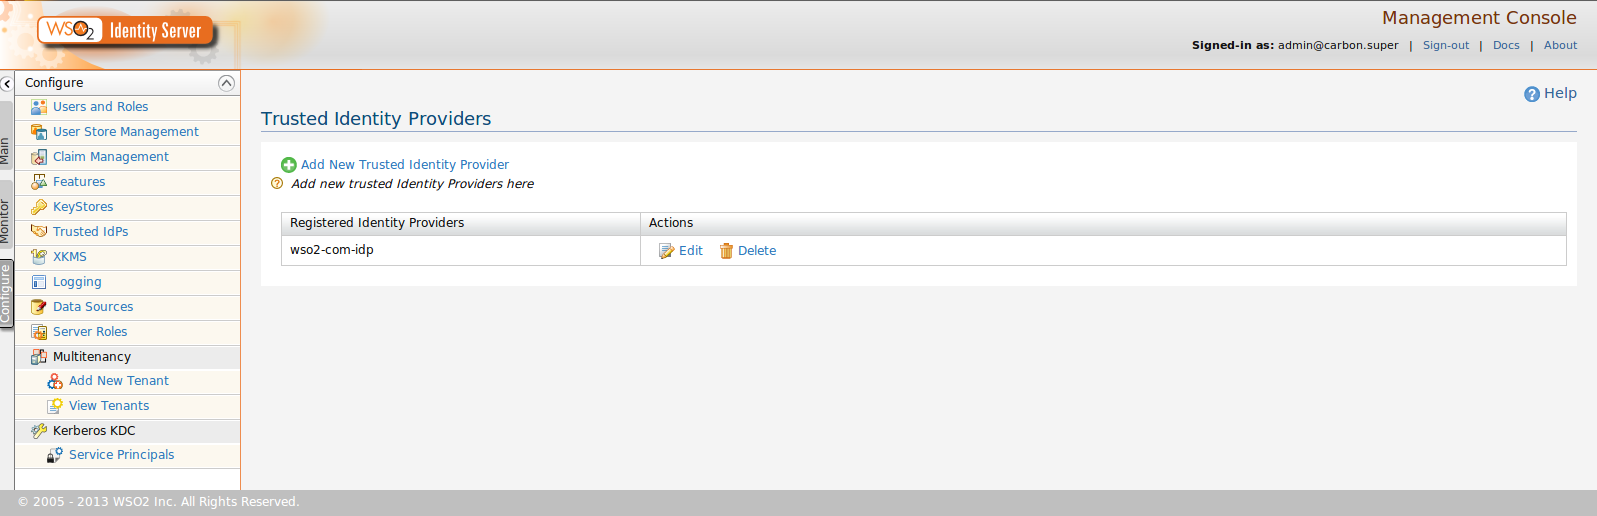 WSO2 Identity Server
Management Console
Signed-in as: admin@carbon.super | Sign-out | Docs | About
Configure
Main
Monitor
Configure
Users and Roles
User Store Management
Claim Management
Features
KeyStores
Trusted IdPs
XKMS
Logging
Data Sources
Server Roles
Multitenancy
Add New Tenant
View Tenants
Kerberos KDC
Service Principals
? Help
Trusted Identity Providers
Add New Trusted Identity Provider
? Add new trusted Identity Providers here
Registered Identity Providers Actions
wso2-com-idp Edit Delete
© 2005 - 2013 WSO2 Inc. All Rights Reserved.